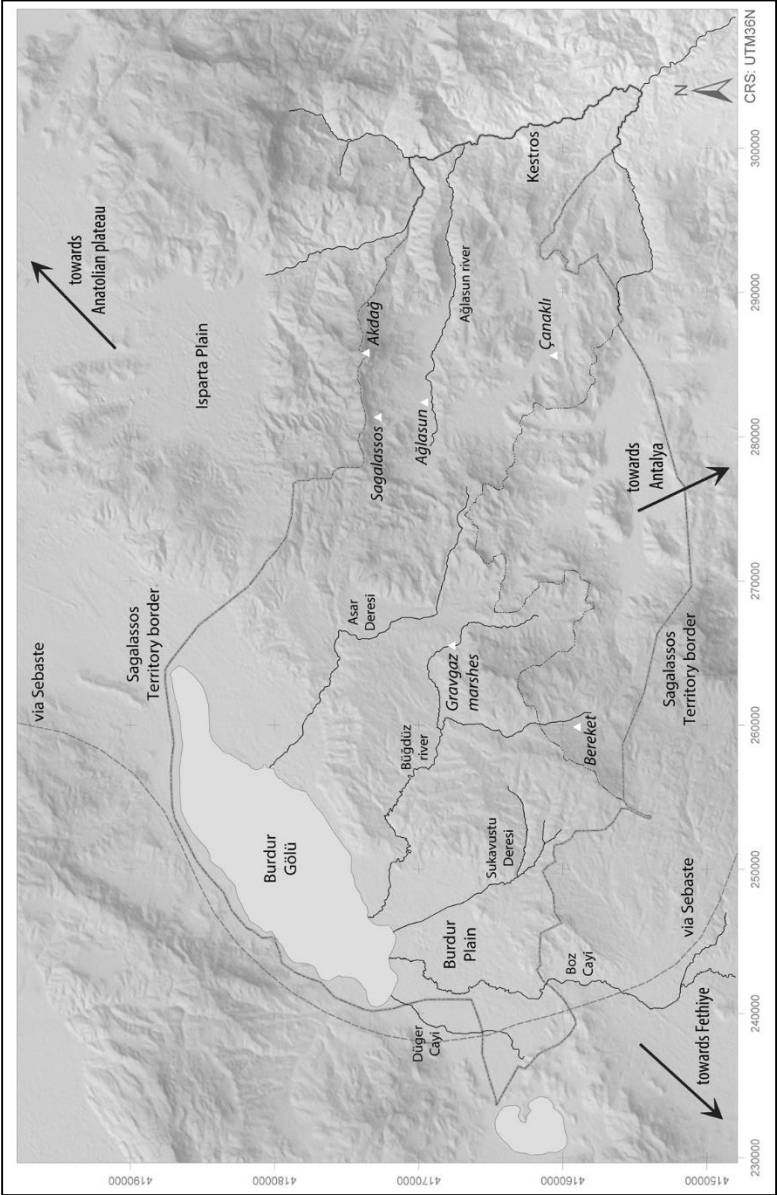 via Sebaste
towards
Anatolian plateau
4190000
Sagalassos
Territory border
Isparta Plain
4180000
Burdur
Gölü
Asar
Deresi
Akdağ
Sagalassos
4170000
Düger
Cayi
Büğdüz
river
Ağlasun
Burdur
Plain
Gravgaz
marshes
Ağlasun river
Sukavustu
Deresi
Kestros
Çanaklı
4160000
Boz
Cayi
Bereket
towards
Antalya
N
Sagalassos
Territory border
via Sebaste
towards Fethiye
4150000
230000
240000
250000
260000
270000
280000
290000
300000
CRS: UTM36N